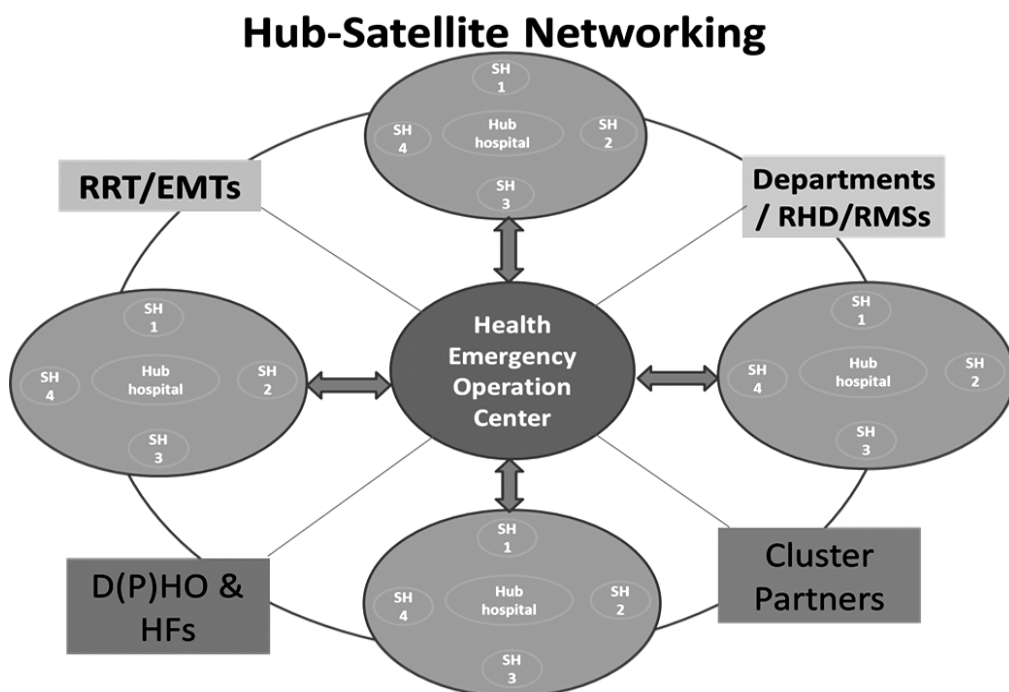 Hub-Satellite Networking
SH
1
SH
4
Hub
hospital
SH
2
SH
3
RRT/EMTs
Departments
/ RHD/RMSs
SH
1
SH
4
Hub
hospital
SH
2
SH
3
Health
Emergency
Operation
Center
SH
1
SH
4
Hub
hospital
SH
2
SH
3
D(P)HO &
HFs
SH
1
SH
4
Hub
hospital
SH
2
SH
3
Cluster
Partners